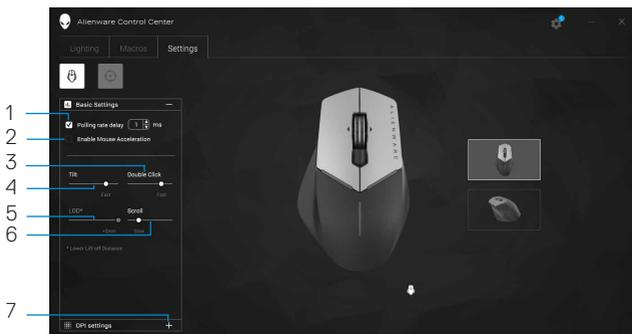 Alienware Control Center
Lighting Macros Settings
1
Basic Settings
Polling rate delay 1 ms
2
Enable Mouse Acceleration
3
Tilt Double Click
4
Fast Fast
5
LOD* Scroll
6
Slow
* Lower Lift off Distance
7
DPI settings
ALIENWARE